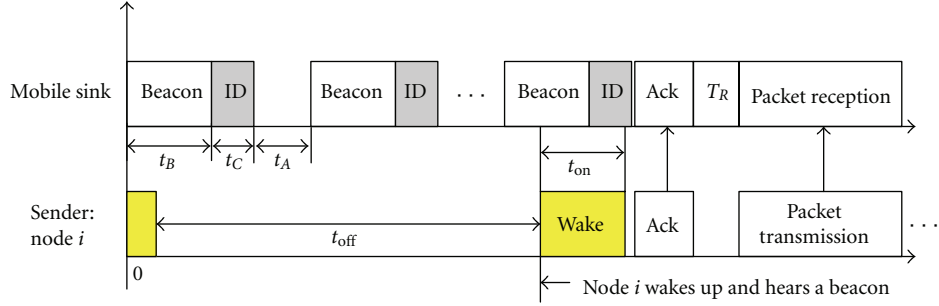 Mobile sink
Beacon ID Beacon ID . . . Beacon ID Ack T_R Packet reception
t_B t_C t_A t_on
Sender:
node i
t_off Wake Ack Packet
transmission . . .
0
Node i wakes up and hears a beacon